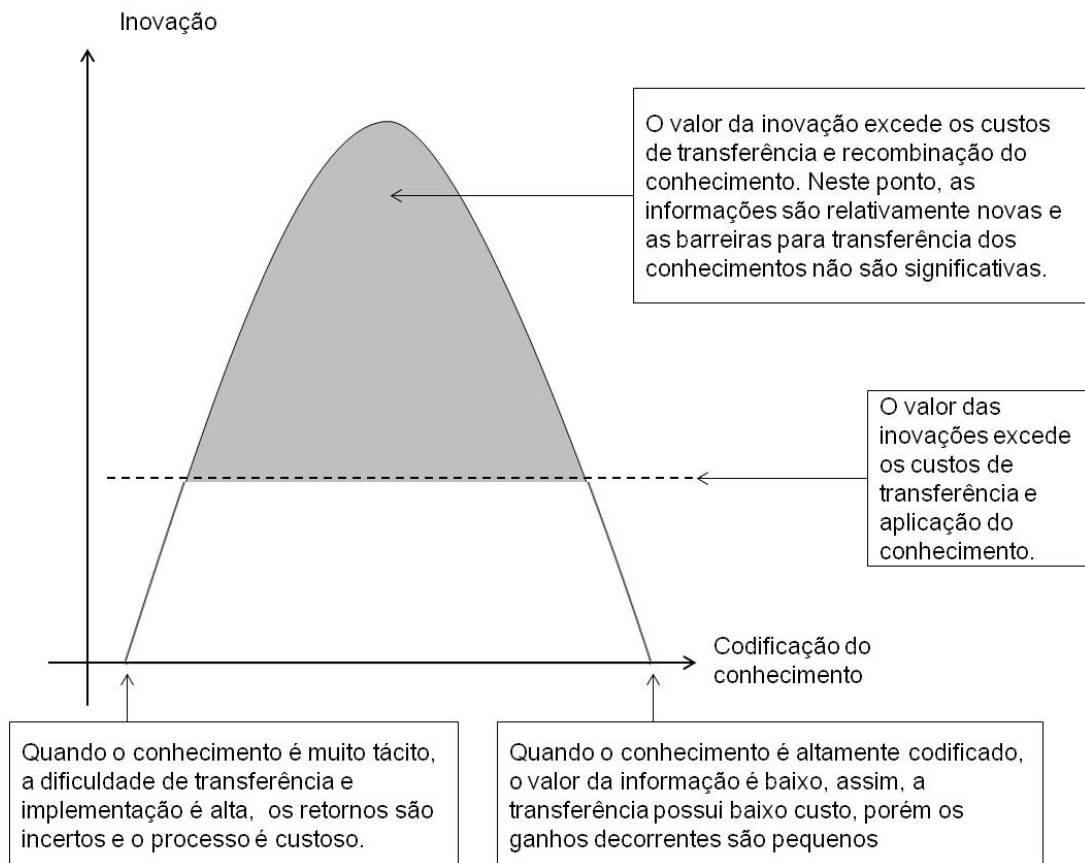 Inovação
O valor da inovação excede os custos
de transferência e recombinação do
conhecimento. Neste ponto, as
informações são relativamente novas e
as barreiras para transferência dos
conhecimentos não são significativas.
O valor das
inovações excede
os custos de
transferência e
aplicação do
conhecimento.
Codificação do
conhecimento
Quando o conhecimento é muito tácito,
a dificuldade de transferência e
implementação é alta, os retornos são
incertos e o processo é custoso.
Quando o conhecimento é altamente codificado,
o valor da informação é baixo, assim, a
transferência possui baixo custo, porém os
ganhos decorrentes são pequenos